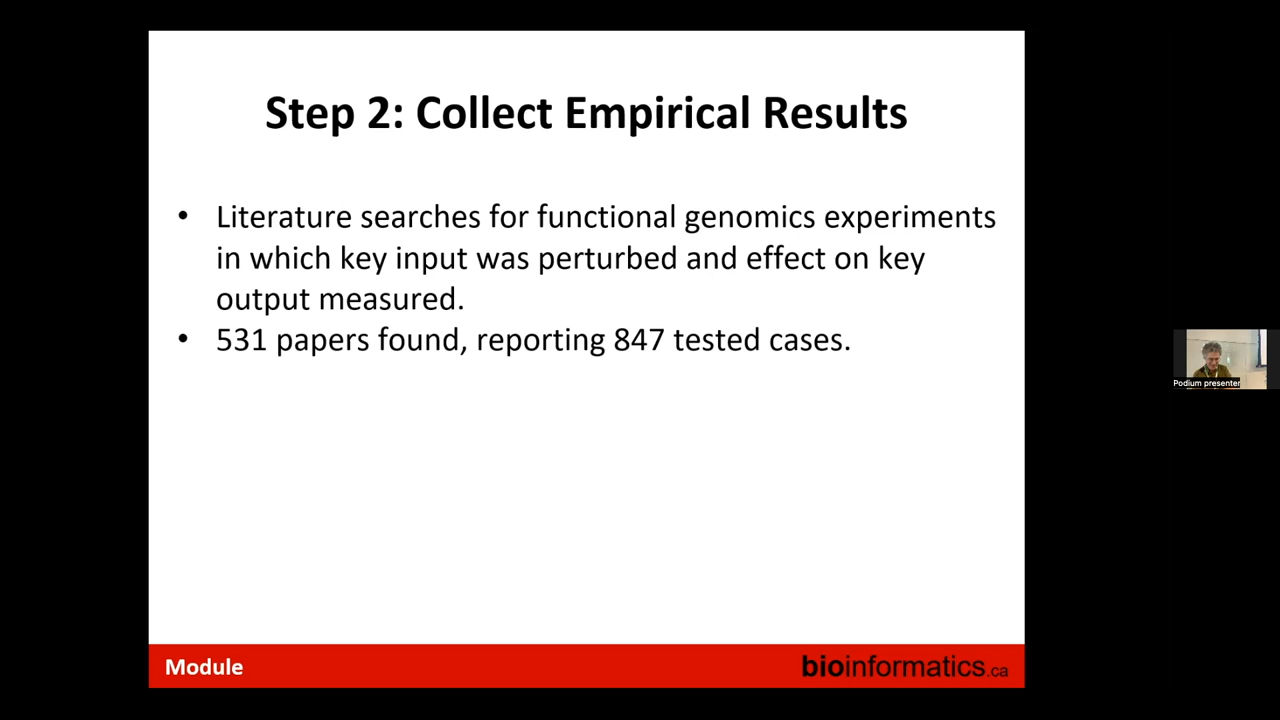 Step 2: Collect Empirical Results
• Literature searches for functional genomics experiments
in which key input was perturbed and effect on key
output measured.
• 531 papers found, reporting 847 tested cases.
Podium presenter
Module
bioinformatics.ca